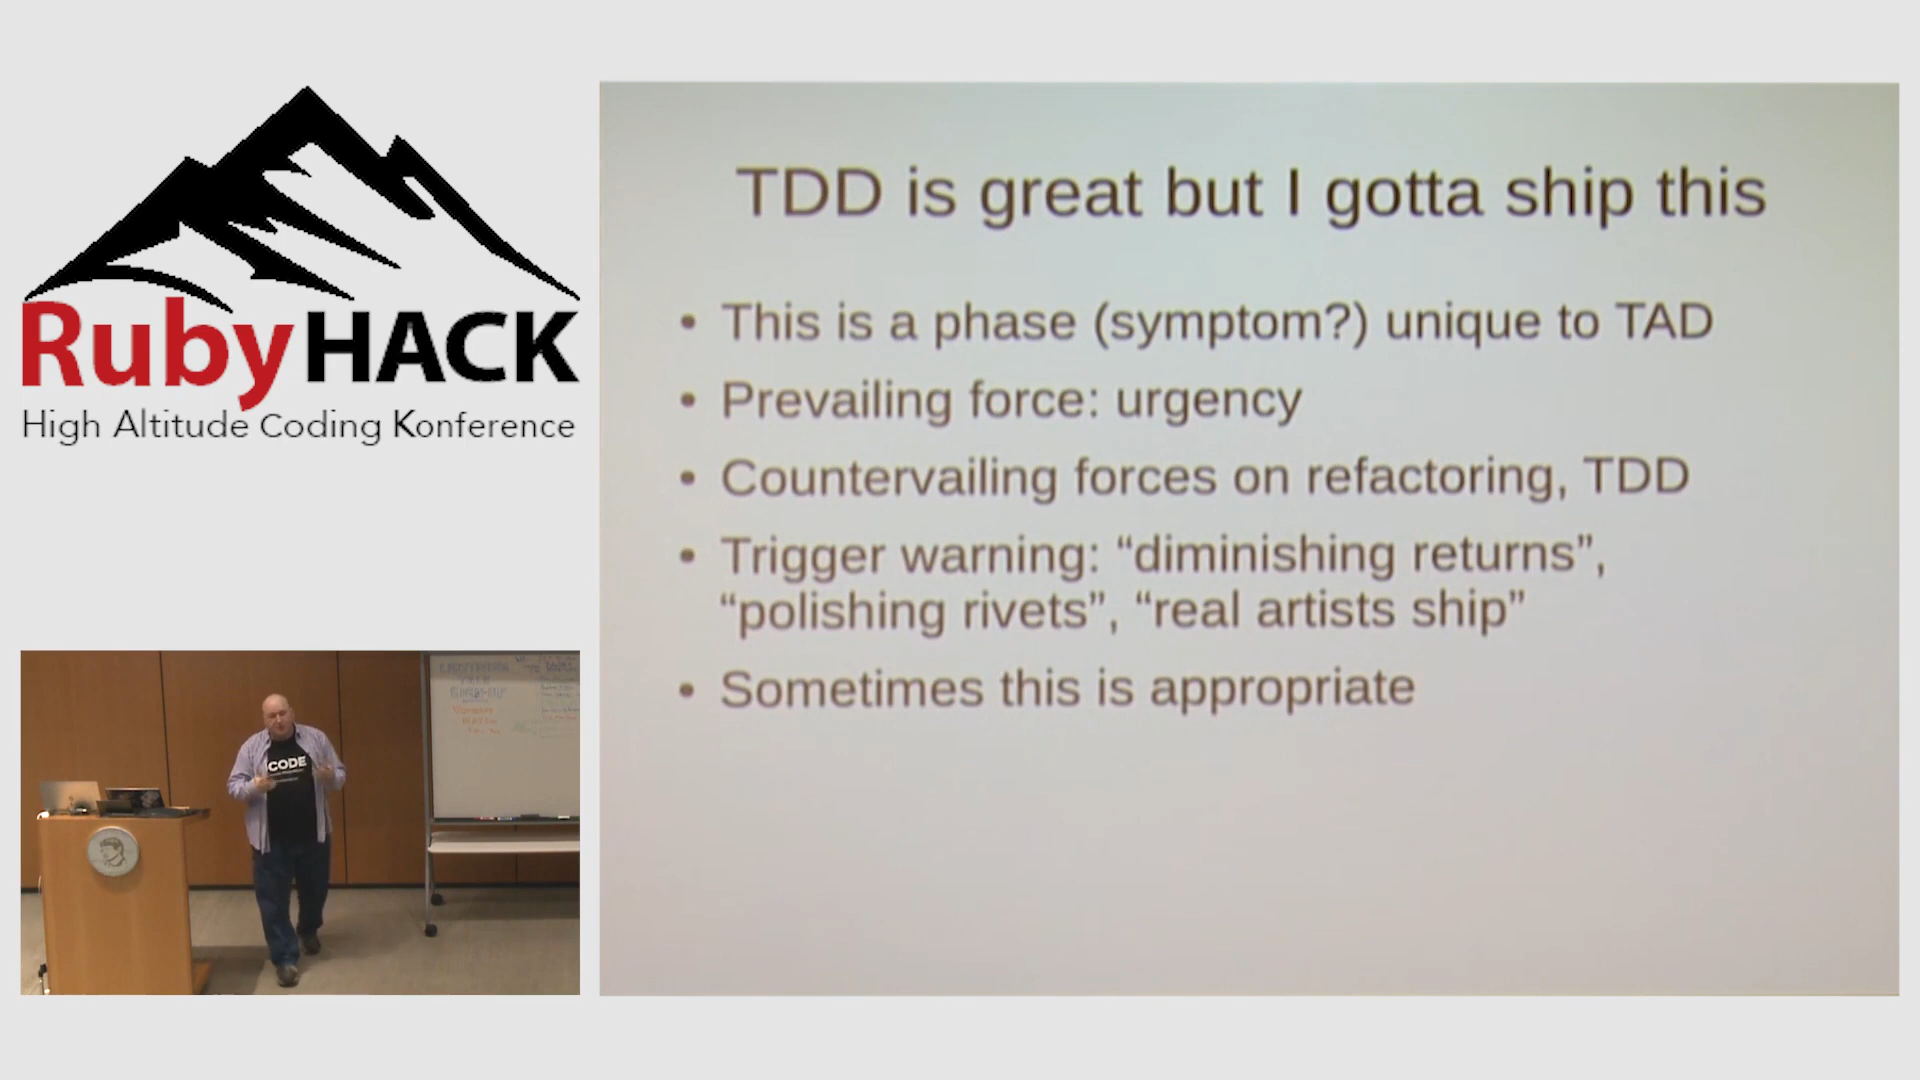 RubyHACK
High Altitude Coding Konference
TDD is great but I gotta ship this
• This is a phase (symptom?) unique to TAD
• Prevailing force: urgency
• Countervailing forces on refactoring, TDD
• Trigger warning: “diminishing returns”,
“polishing rivets”, “real artists ship”
• Sometimes this is appropriate
CODE